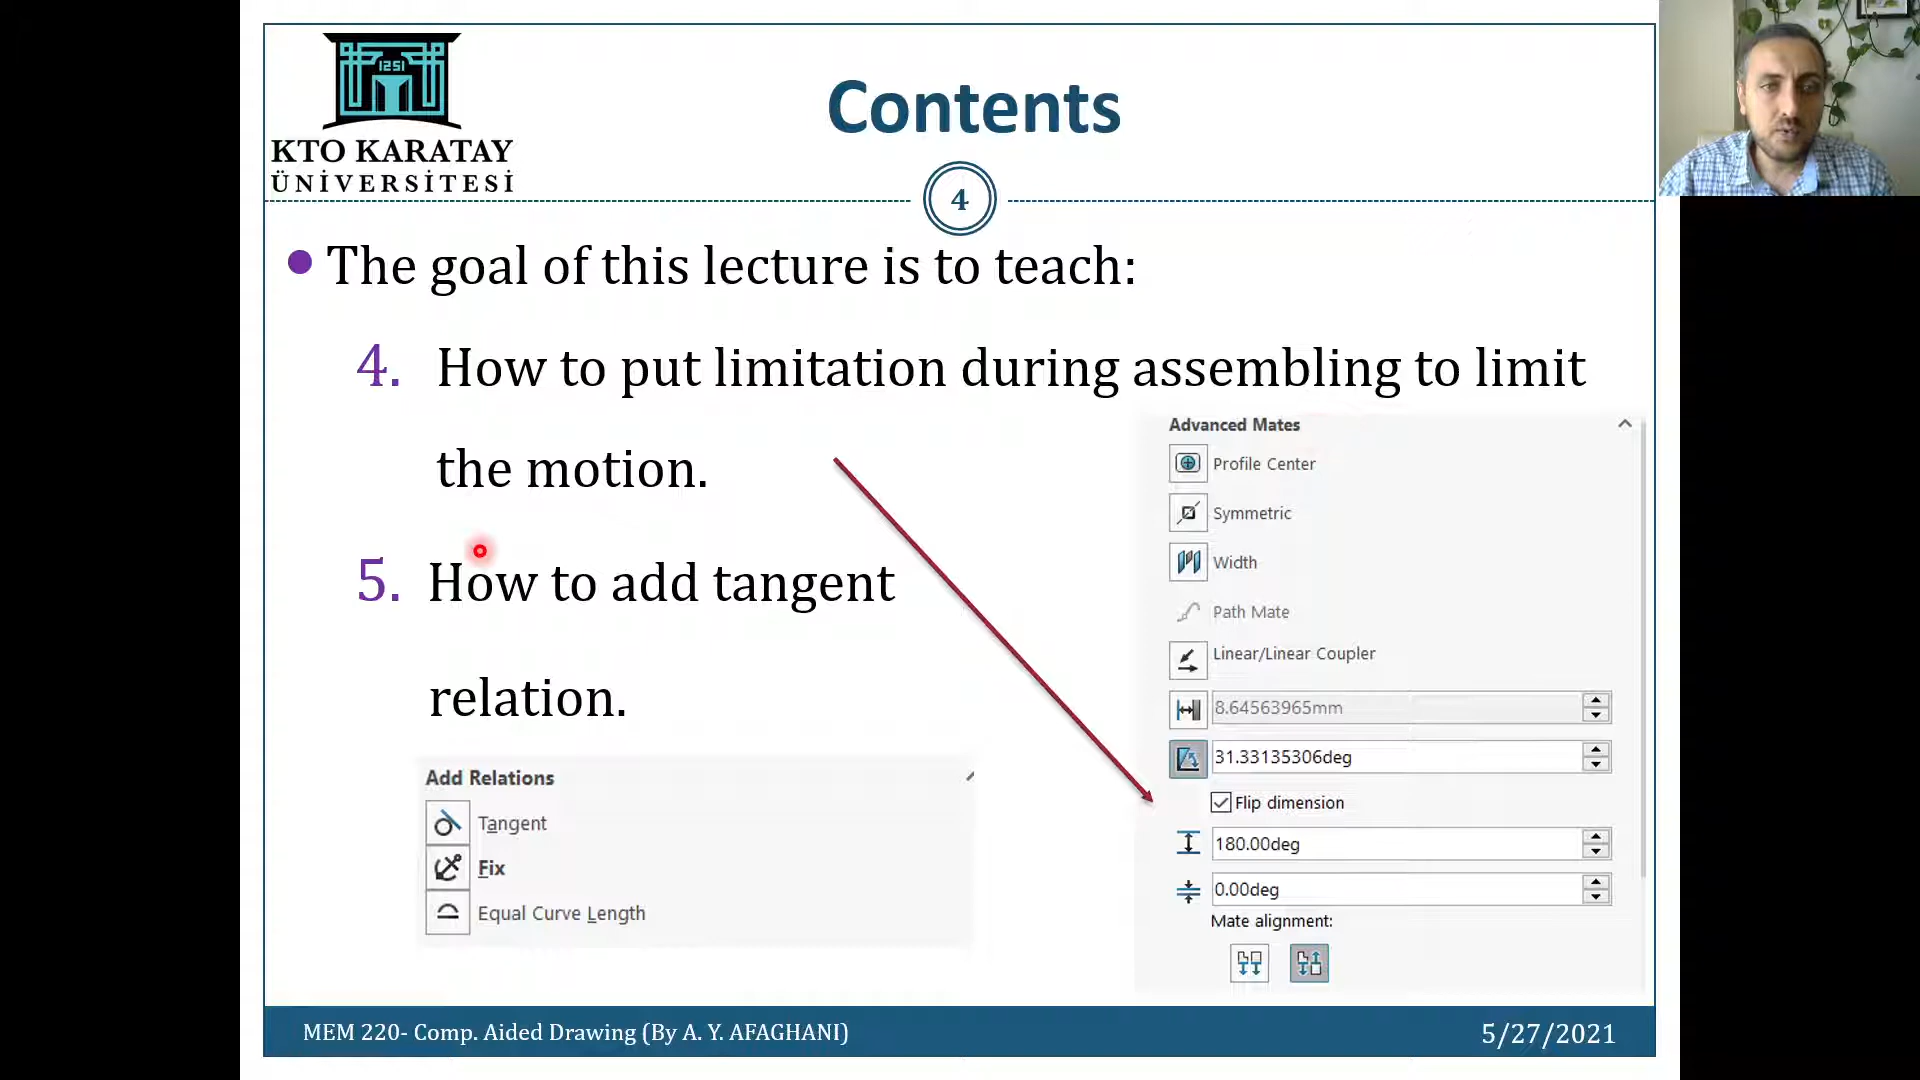 1251
KTO KARATAY
ÜNİVERSİTESİ
Contents
4
The goal of this lecture is to teach:
4. How to put limitation during assembling to limit
the motion.
5. How to add tangent
relation.
Add Relations
Tangent
Fix
Equal Curve Length
Advanced Mates
Profile Center
Symmetric
Width
Path Mate
Linear/Linear Coupler
8.64563965mm
31.33135306deg
Flip dimension
180.00deg
0.00deg
Mate alignment:
MEM 220- Comp. Aided Drawing (By A. Y. AFAGHANI)
5/27/2021